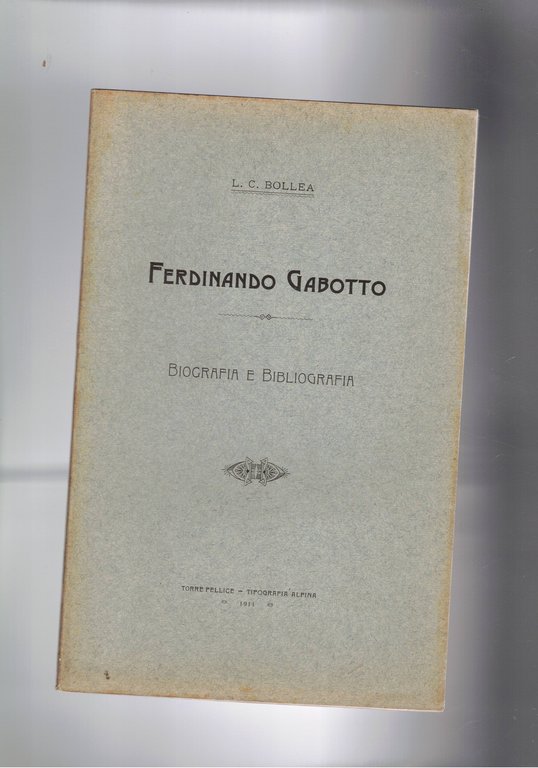 L. C. BOLLEA
FERDINANDO GABOTTO
BIOGRAFIA E BIBLIOGRAFIA
TORRE PELLICE - TIPOGRAFIA ALPINA
1911